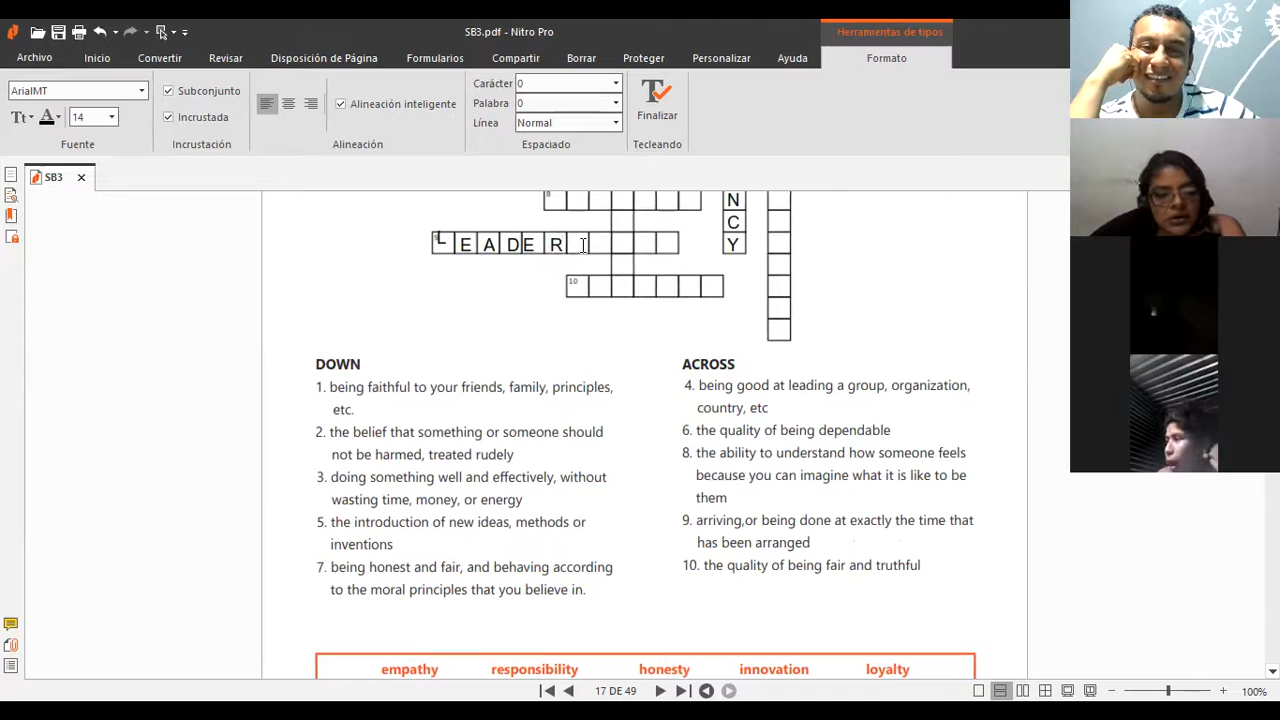 SB3.pdf - Nitro Pro
Herramientas de tipos
Archivo Inicio Convertir Revisar Disposición de Página Formularios Compartir Borrar Proteger Personalizar Ayuda Formato
ArialMT
Subconjunto
Alineación inteligente
Carácter 0
Palabra 0
Línea Normal
Finalizar
Tt A 14
Incrustada
Fuente Incrustación Alineación Espaciado Tecleando
SB3
8
N
C
L E A D E R
Y
10
DOWN
1. being faithful to your friends, family, principles,
etc.
2. the belief that something or someone should
not be harmed, treated rudely
3. doing something well and effectively, without
wasting time, money, or energy
5. the introduction of new ideas, methods or
inventions
7. being honest and fair, and behaving according
to the moral principles that you believe in.
ACROSS
4. being good at leading a group, organization,
country, etc
6. the quality of being dependable
8. the ability to understand how someone feels
because you can imagine what it is like to be
them
9. arriving,or being done at exactly the time that
has been arranged
10. the quality of being fair and truthful
empathy responsibility honesty innovation loyalty
17 DE 49
100%